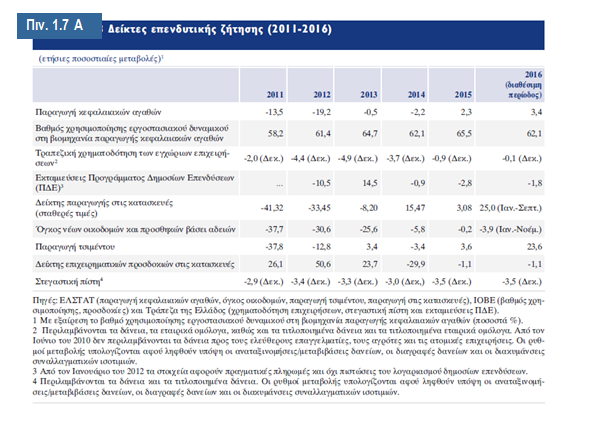 Πιν. 1.7 Α
Δείκτες επενδυτικής ζήτησης (2011-2016)
(ετήσιες ποσοστιαίες μεταβολές)¹
2011 2012 2013 2014 2015 2016 (διαθέσιμη περίοδος)
Παραγωγή κεφαλαιακών αγαθών -13,5 -19,2 -0,5 -2,2 2,3 3,4
Βαθμός χρησιμοποίησης εργοστασιακού δυναμικού
στη βιομηχανία παραγωγής κεφαλαιακών αγαθών 58,2 61,4 64,7 62,1 65,5 62,1
Τραπεζική χρηματοδότηση των εγχώριων επιχειρή-
σεων² -2,0 (Δεκ.) -4,4 (Δεκ.) -4,9 (Δεκ.) -3,7 (Δεκ.) -0,9 (Δεκ.) -0,1 (Δεκ.)
Εκταμιεύσεις Προγράμματος Δημοσίων Επενδύσεων
(ΠΔΕ)³ ... -10,5 14,5 -0,9 -2,8 -1,8
Δείκτης παραγωγής στις κατασκευές
(σταθερές τιμές) -41,32 -33,45 -8,20 15,47 3,08 25,0 (Ιαν.-Σεπτ.)
Όγκος νέων οικοδομών και προσθηκών βάσει αδειών -37,7 -30,6 -25,6 -5,8 -0,2 -3,9 (Ιαν.-Νοέμ.)
Παραγωγή τσιμέντου -37,8 -12,8 3,4 -3,4 3,6 23,6
Δείκτης επιχειρηματικών προσδοκιών στις κατασκευές 26,1 50,6 23,7 -29,9 -1,1 -1,1
Στεγαστική πίστη⁴ -2,9 (Δεκ.) -3,4 (Δεκ.) -3,3 (Δεκ.) -3,0 (Δεκ,) -3,5 (Δεκ.) -3,5 (Δεκ.)
Πηγές: ΕΛΣΤΑΤ (παραγωγή κεφαλαιακών αγαθών, όγκος οικοδομών, παραγωγή τσιμέντου, παραγωγή στις κατασκευές), ΙΟΒΕ (βαθμός χρη-
σιμοποίησης, προσδοκίες) και Τράπεζα της Ελλάδος (χρηματοδότηση επιχειρήσεων, στεγαστική πίστη και εκταμιεύσεις ΠΔΕ).
1 Με εξαίρεση το βαθμό χρησιμοποίησης εργοστασιακού δυναμικού στη βιομηχανία παραγωγής κεφαλαιακών αγαθών (ποσοστά %).
2 Περιλαμβάνονται τα δάνεια, τα εταιρικά ομόλογα, καθώς και τα τιτλοποιημένα δάνεια και τα τιτλοποιημένα εταιρικά ομόλογα. Από τον
Ιούνιο του 2010 δεν περιλαμβάνονται τα δάνεια προς τους ελεύθερους επαγγελματίες, τους αγρότες και τις ατομικές επιχειρήσεις. Οι ρυθ-
μοί μεταβολής υπολογίζονται αφού ληφθούν υπόψη οι αναταξινομήσεις/μεταβιβάσεις δανείων, οι διαγραφές δανείων και οι διακυμάνσεις
συναλλαγματικών ισοτιμιών.
3 Από τον Ιανουάριο του 2012 τα στοιχεία αφορούν πραγματικές πληρωμές και όχι πιστώσεις του λογαριασμού δημοσίων επενδύσεων.
4 Περιλαμβάνονται τα δάνεια και τα τιτλοποιημένα δάνεια. Οι ρυθμοί μεταβολής υπολογίζονται αφού ληφθούν υπόψη οι αναταξινομή-
σεις/μεταβιβάσεις δανείων, οι διαγραφές δανείων και οι διακυμάνσεις συναλλαγματικών ισοτιμιών.